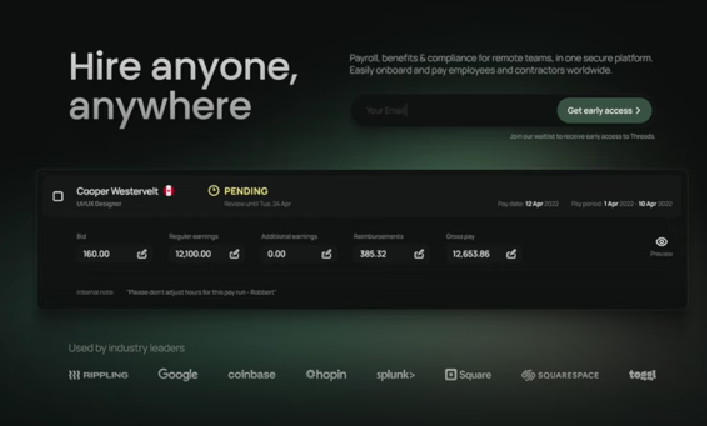 Hire anyone,
anywhere
Payroll, benefits & compliance for remote teams, in one secure platform.
Easily onboard and pay employees and contractors worldwide.
Your Email
Get early access >
Join our waitlist to receive early access to Threads.
Cooper Westervelt
UI/UX Designer
PENDING
Review until Tue, 24 Apr
Pay date: 12 Apr 2022
Pay period: 1 Apr 2022 - 10 Apr 2022
Bid
Regular earnings
Additional earnings
Reimbursements
Gross pay
160.00
12,100.00
0.00
385.32
12,653.86
Preview
Internal note:
"Please don't adjust hours for this pay run - Robbert"
Used by industry leaders
RIPPLING
Google
coinbase
hopin
splunk>
Square
SQUARESPACE
toggl